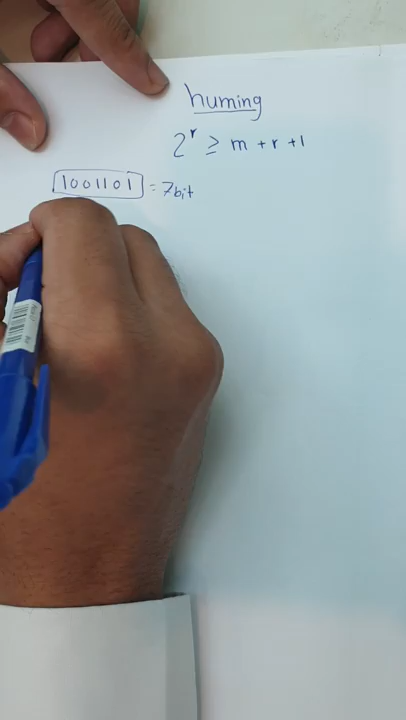 huming
2^r ≥ m + r + 1
1001101 = 7bit